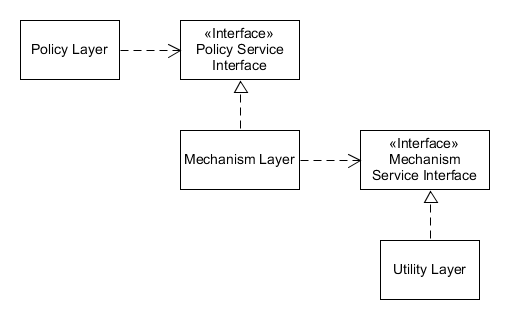 Policy Layer
«Interface»
Policy Service
Interface
Mechanism Layer
«Interface»
Mechanism
Service Interface
Utility Layer